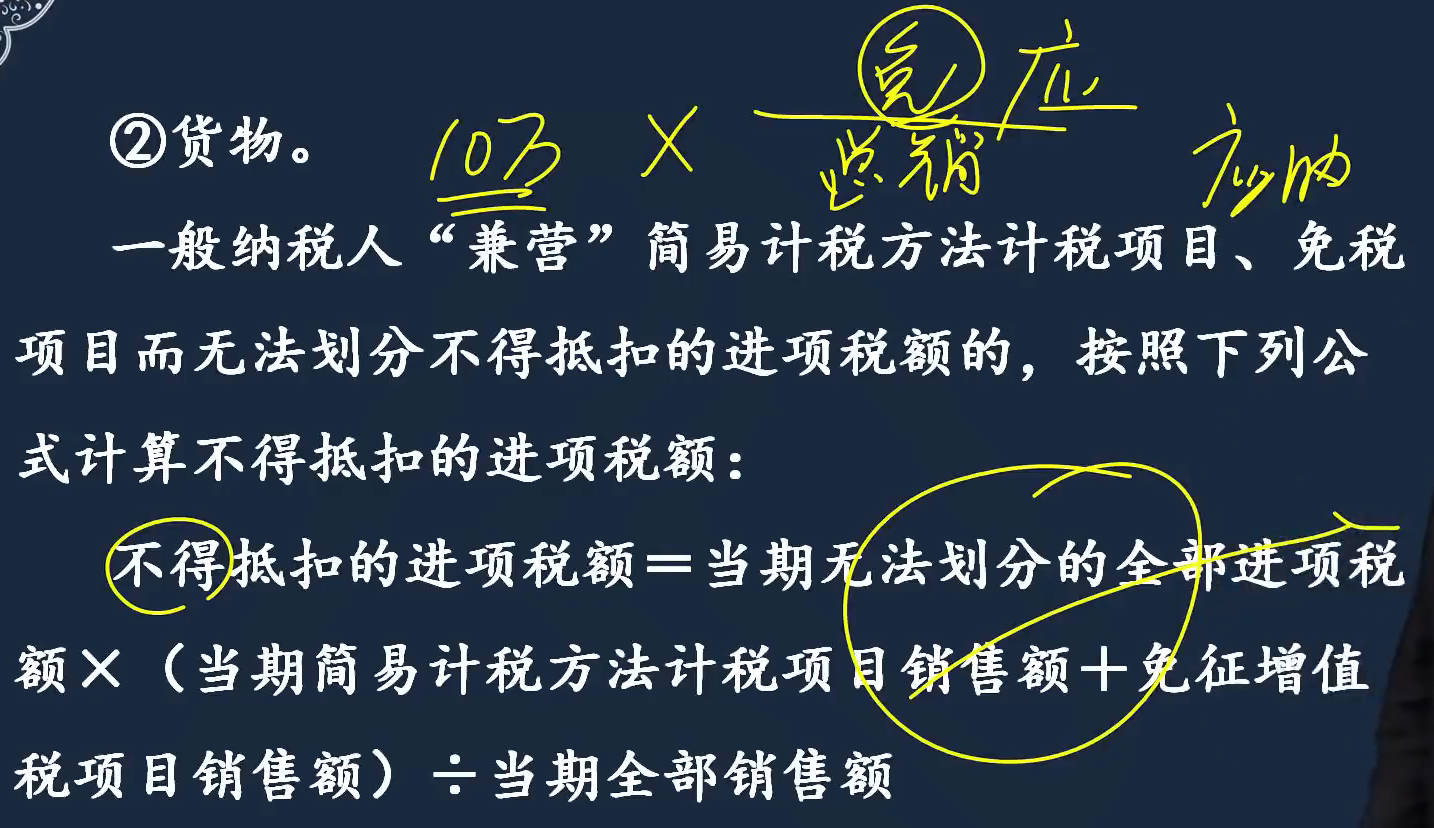 免 应
10万 × 总销
②货物。
一般纳税人“兼营”简易计税方法计税项目、免税
项目而无法划分不得抵扣的进项税额的，按照下列公
式计算不得抵扣的进项税额：
不得抵扣的进项税额＝当期无法划分的全部进项税
额×（当期简易计税方法计税项目销售额＋免征增值
税项目销售额）÷当期全部销售额